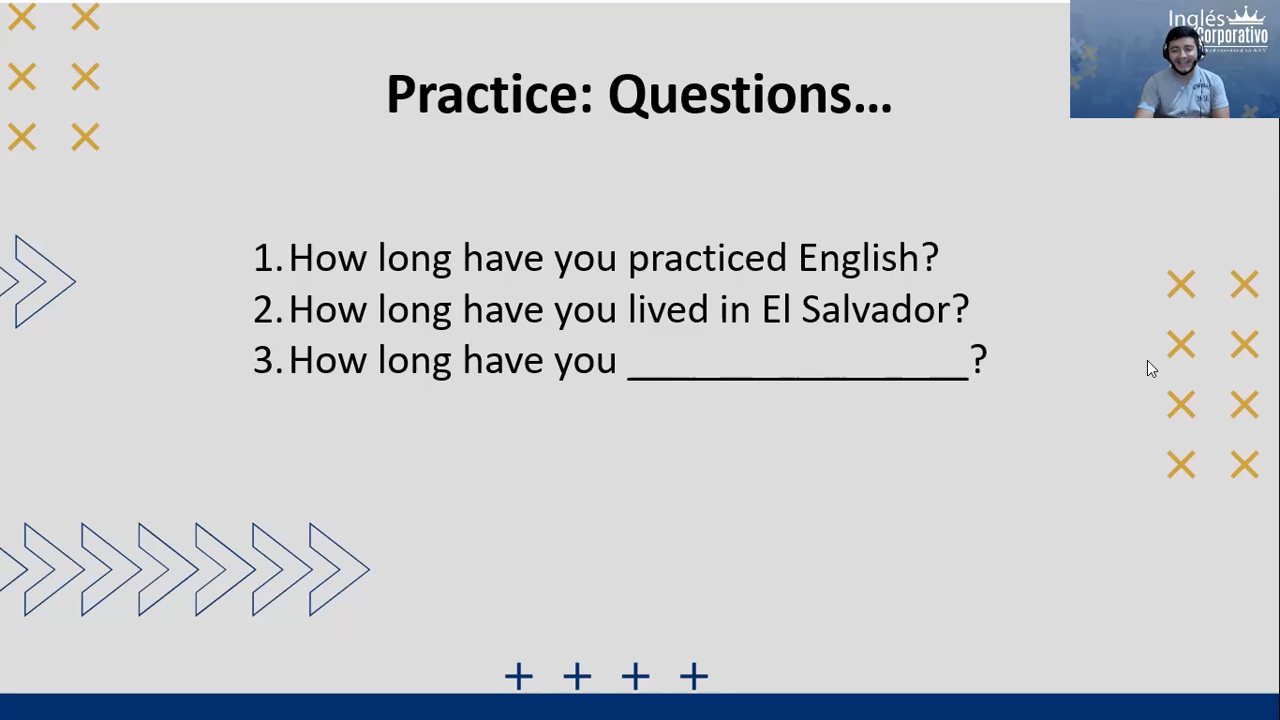 Inglés
Corporativo
Practice: Questions...
1. How long have you practiced English?
2. How long have you lived in El Salvador?
3. How long have you _________________?